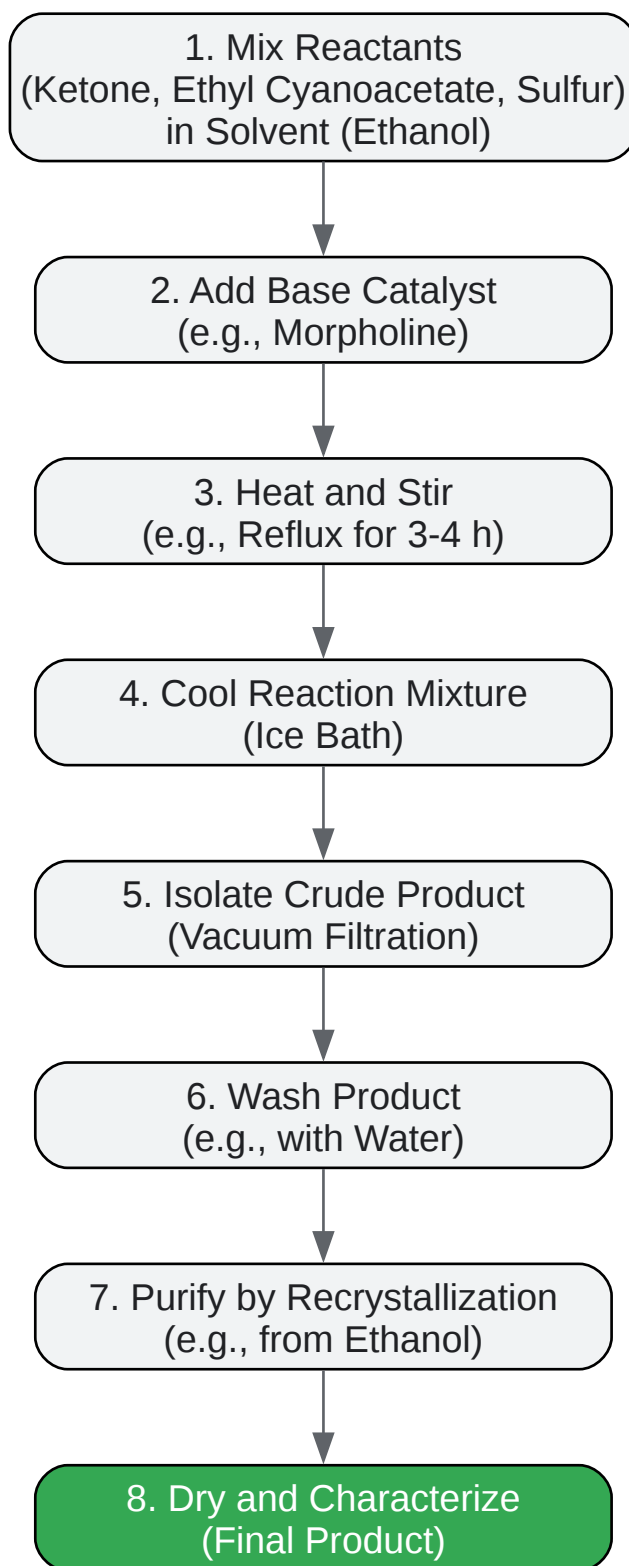 1. Mix Reactants
(Ketone, Ethyl Cyanoacetate, Sulfur)
in Solvent (Ethanol)
2. Add Base Catalyst
(e.g., Morpholine)
3. Heat and Stir
(e.g., Reflux for 3-4 h)
4. Cool Reaction Mixture
(Ice Bath)
5. Isolate Crude Product
(Vacuum Filtration)
6. Wash Product
(e.g., with Water)
7. Purify by Recrystallization
(e.g., from Ethanol)
8. Dry and Characterize
(Final Product)